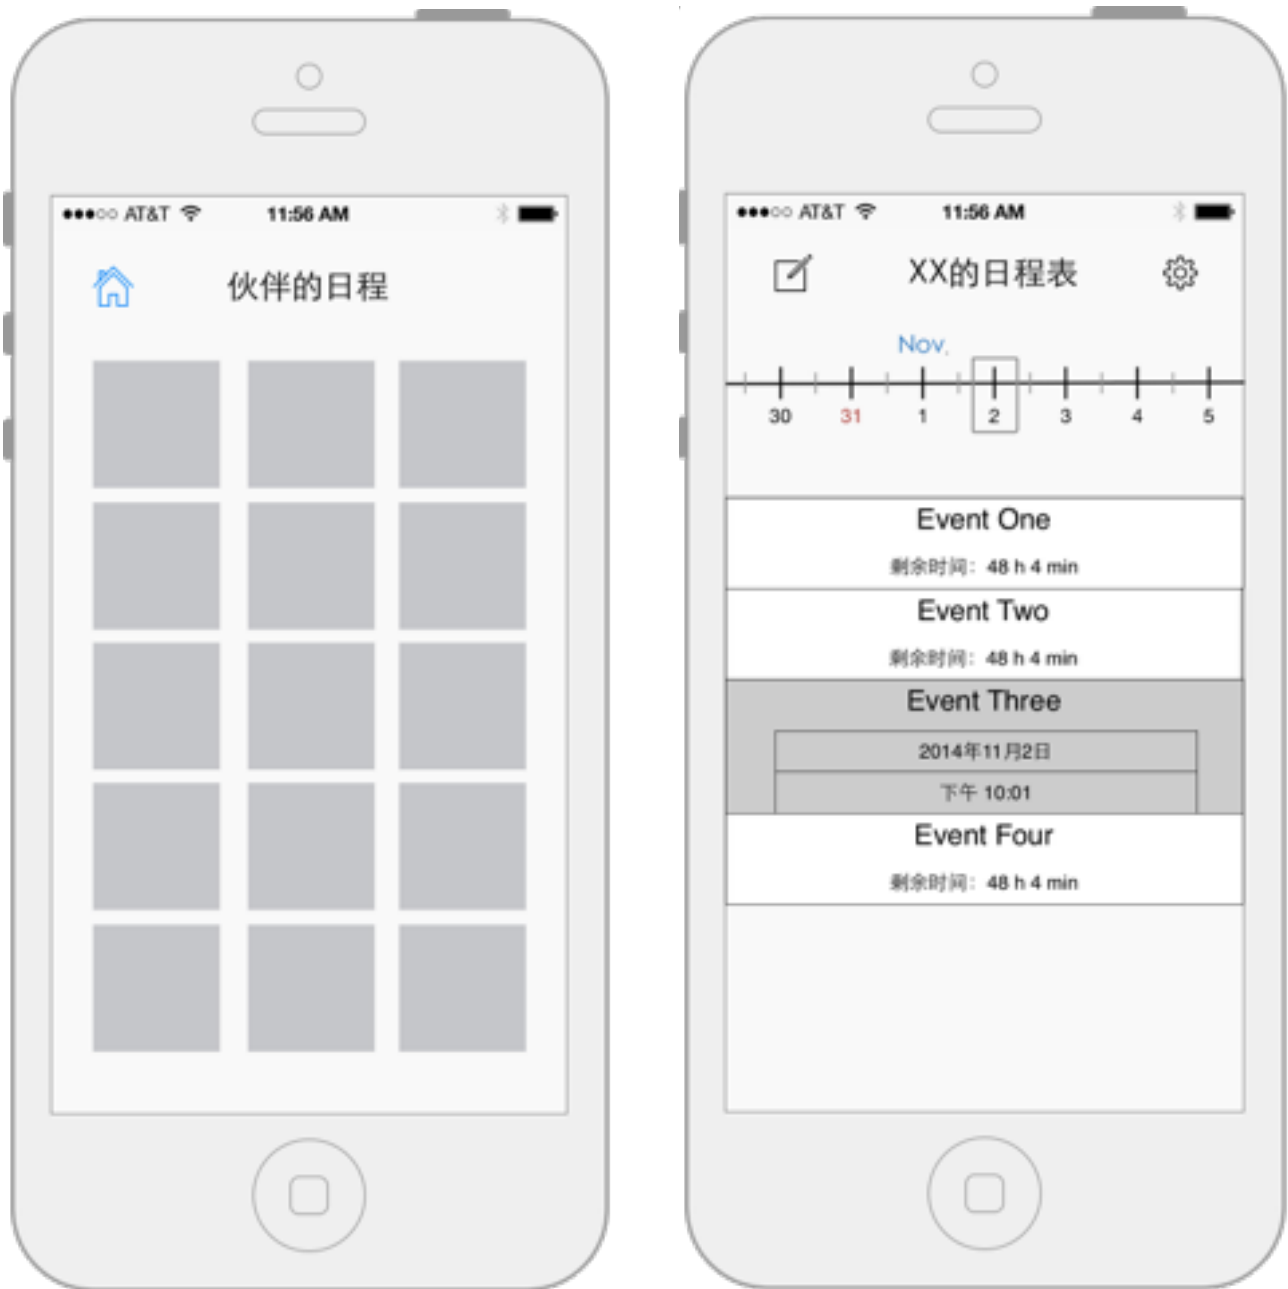 AT&T 11:56 AM
伙伴的日程
AT&T 11:56 AM
XX的日程表
Nov.
30 31 1 2 3 4 5
Event One
剩余时间：48 h 4 min
Event Two
剩余时间：48 h 4 min
Event Three
2014年11月2日
下午 10:01
Event Four
剩余时间：48 h 4 min